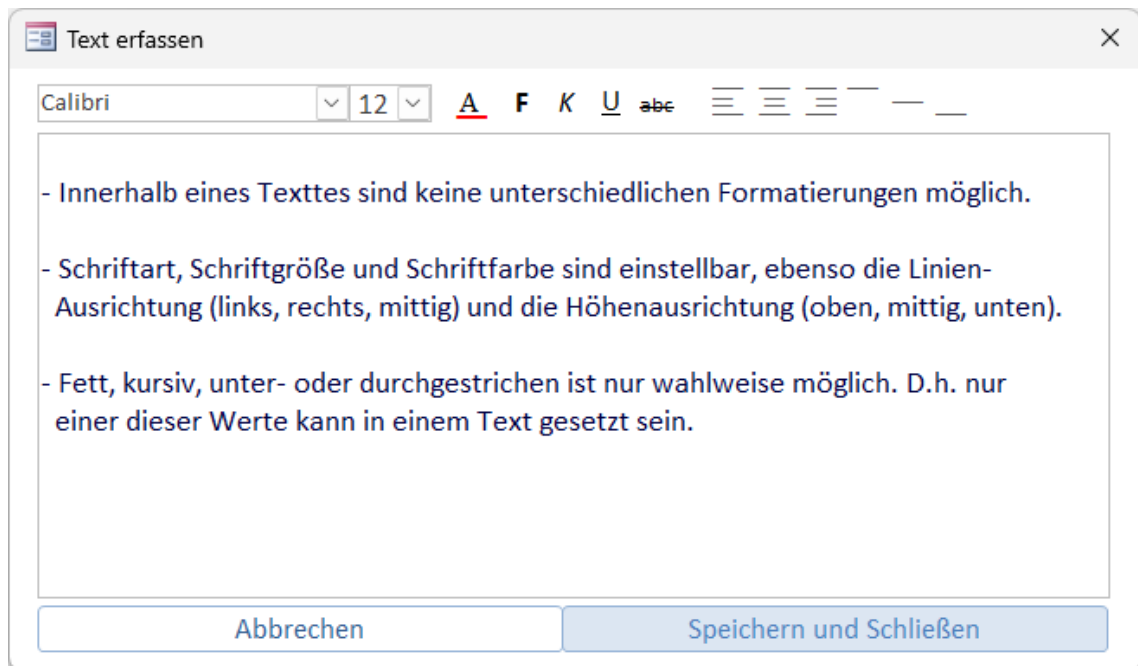 Text erfassen
Calibri 12 A F K U abc
- Innerhalb eines Texttes sind keine unterschiedlichen Formatierungen möglich.
- Schriftart, Schriftgröße und Schriftfarbe sind einstellbar, ebenso die Linien-
Ausrichtung (links, rechts, mittig) und die Höhenausrichtung (oben, mittig, unten).
- Fett, kursiv, unter- oder durchgestrichen ist nur wahlweise möglich. D.h. nur
einer dieser Werte kann in einem Text gesetzt sein.
Abbrechen Speichern und Schließen